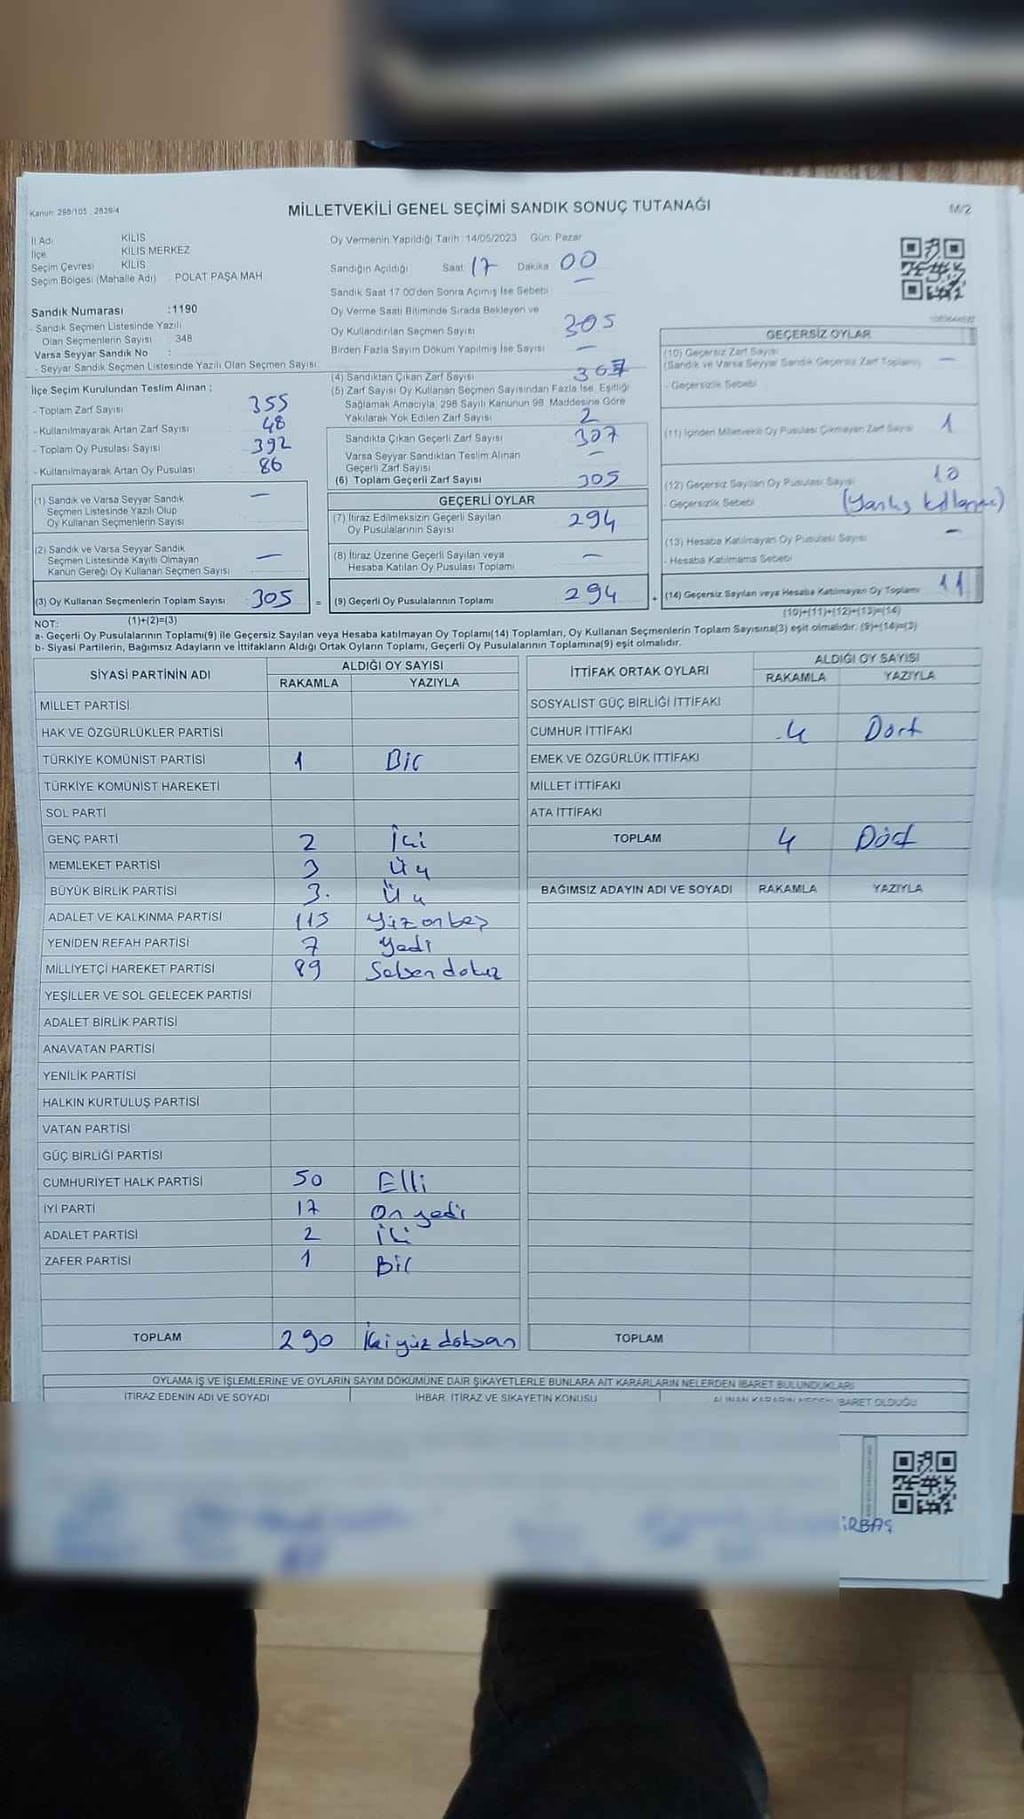 Kanun: 298/105 - 2839/4
MİLLETVEKİLİ GENEL SEÇİMİ SANDIK SONUÇ TUTANAĞI
M/2
İl Adı KİLİS
İlçe KİLİS MERKEZ
Seçim Çevresi KİLİS
Seçim Bölgesi (Mahalle Adı) POLAT PAŞA MAH
Sandık Numarası :1190
- Sandık Seçmen Listesinde Yazılı
Olan Seçmenlerin Sayısı 348
Varsa Seyyar Sandık No :
- Seyyar Sandık Seçmen Listesinde Yazılı Olan Seçmen Sayısı
Oy Vermenin Yapıldığı Tarih: 14/05/2023 Gün: Pazar
Sandığın Açıldığı Saat 17 Dakika 00
Sandık Saat 17:00'den Sonra Açılmış İse Sebebi —
Oy Verme Saati Bitiminde Sırada Bekleyen ve
Oy Kullandırılan Seçmen Sayısı 305
Birden Fazla Sayım Döküm Yapılmış İse Sayısı —
İlçe Seçim Kurulundan Teslim Alınan ;
- Toplam Zarf Sayısı 355
- Kullanılmayarak Artan Zarf Sayısı 48
- Toplam Oy Pusulası Sayısı 392
- Kullanılmayarak Artan Oy Pusulası 86
(1) Sandık ve Varsa Seyyar Sandık —
Seçmen Listesinde Yazılı Olup
Oy Kullanan Seçmenlerin Sayısı
(2) Sandık ve Varsa Seyyar Sandık
Seçmen Listesinde Kayıtlı Olmayan —
Kanun Gereği Oy Kullanan Seçmen Sayısı
(3) Oy Kullanan Seçmenlerin Toplam Sayısı 305 =
(1)+(2)=(3)
(4) Sandıktan Çıkan Zarf Sayısı 307
(5) Zarf Sayısı Oy Kullanan Seçmen Sayısından Fazla İse, Eşitliği
Sağlamak Amacıyla, 298 Sayılı Kanunun 98. Maddesine Göre
Yakılarak Yok Edilen Zarf Sayısı 2
Sandıkta Çıkan Geçerli Zarf Sayısı 307
Varsa Seyyar Sandıktan Teslim Alınan
Geçerli Zarf Sayısı —
(6) Toplam Geçerli Zarf Sayısı 305
GEÇERLİ OYLAR
(7) İtiraz Edilmeksizin Geçerli Sayılan
Oy Pusulalarının Sayısı 294
(8) İtiraz Üzerine Geçerli Sayılan veya
Hesaba Katılan Oy Pusulası Toplamı —
(9) Geçerli Oy Pusulalarının Toplamı 294 +
GEÇERSİZ OYLAR
(10) Geçersiz Zarf Sayısı
(Sandık ve Varsa Seyyar Sandık Geçersiz Zarf Toplamı) —
- Geçersizlik Sebebi
(11) İçinden Milletvekili Oy Pusulası Çıkmayan Zarf Sayısı 1
(12) Geçersiz Sayılan Oy Pusulası Sayısı 10
- Geçersizlik Sebebi
(13) Hesaba Katılmayan Oy Pusulası Sayısı —
- Hesaba Katılmama Sebebi
(14) Geçersiz Sayılan veya Hesaba Katılmayan Oy Toplamı 11
(10)+(11)+(12)+(13)=(14)
NOT:
a- Geçerli Oy Pusulalarının Toplamı(9) ile Geçersiz Sayılan veya Hesaba katılmayan Oy Toplamı(14) Toplamları, Oy Kullanan Seçmenlerin Toplam Sayısına(3) eşit olmalıdır. (9)+(14)=(3)
b- Siyasi Partilerin, Bağımsız Adayların ve İttifakların Aldığı Ortak Oyların Toplamı, Geçerli Oy Pusulalarının Toplamına(9) eşit olmalıdır.
SİYASİ PARTİNİN ADI ALDIĞI OY SAYISI
RAKAMLA YAZIYLA
MİLLET PARTİSİ
HAK VE ÖZGÜRLÜKLER PARTİSİ
TÜRKİYE KOMÜNİST PARTİSİ 1 Bir
TÜRKİYE KOMÜNİST HAREKETİ
SOL PARTİ
GENÇ PARTİ 2 İki
MEMLEKET PARTİSİ 3 Üç
BÜYÜK BİRLİK PARTİSİ 3. Üç
ADALET VE KALKINMA PARTİSİ 115 Yüz on beş
YENİDEN REFAH PARTİSİ 7 Yedi
MİLLİYETÇİ HAREKET PARTİSİ 89 Seksen dokuz
YEŞİLLER VE SOL GELECEK PARTİSİ
ADALET BİRLİK PARTİSİ
ANAVATAN PARTİSİ
YENİLİK PARTİSİ
HALKIN KURTULUŞ PARTİSİ
VATAN PARTİSİ
GÜÇ BİRLİĞİ PARTİSİ
CUMHURİYET HALK PARTİSİ 50 Elli
İYİ PARTİ 17 On yedi
ADALET PARTİSİ 2 İki
ZAFER PARTİSİ 1 Bir
TOPLAM 290 İki yüz doksan
İTTİFAK ORTAK OYLARI ALDIĞI OY SAYISI
RAKAMLA YAZIYLA
SOSYALİST GÜÇ BİRLİĞİ İTTİFAKI
CUMHUR İTTİFAKI 4 Dört
EMEK VE ÖZGÜRLÜK İTTİFAKI
MİLLET İTTİFAKI
ATA İTTİFAKI
TOPLAM 4 Dört
BAĞIMSIZ ADAYIN ADI VE SOYADI RAKAMLA YAZIYLA
TOPLAM
OYLAMA İŞ VE İŞLEMLERİNE VE OYLARIN SAYIM DÖKÜMÜNE DAİR ŞİKAYETLERLE BUNLARA AİT KARARLARIN NELERDEN İBARET BULUNDUKLARI
İTİRAZ EDENİN ADI VE SOYADI İHBAR, İTİRAZ VE ŞİKAYETİN KONUSU ALINAN KARARIN NEDEN İBARET OLDUĞU
İRBAŞ